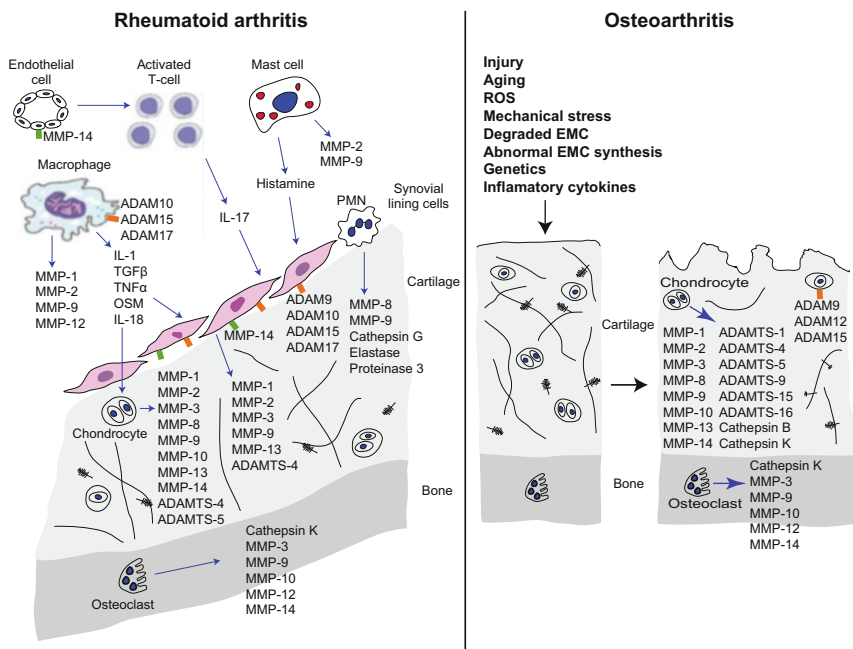 Rheumatoid arthritis
Endothelial
cell
MMP-14
Activated
T-cell
Mast cell
MMP-2
MMP-9
Histamine
Macrophage
ADAM10
ADAM15
ADAM17
IL-17
PMN
Synovial
lining cells
MMP-1
MMP-2
MMP-9
MMP-12
IL-1
TGFβ
TNFα
OSM
IL-18
Cartilage
ADAM9
ADAM10
ADAM15
ADAM17
MMP-8
MMP-9
Cathepsin G
Elastase
Proteinase 3
MMP-14
Chondrocyte
MMP-1
MMP-2
MMP-3
MMP-8
MMP-9
MMP-10
MMP-13
MMP-14
ADAMTS-4
ADAMTS-5
MMP-1
MMP-2
MMP-3
MMP-9
MMP-13
ADAMTS-4
Bone
Osteoclast
Cathepsin K
MMP-3
MMP-9
MMP-10
MMP-12
MMP-14
Osteoarthritis
Injury
Aging
ROS
Mechanical stress
Degraded EMC
Abnormal EMC synthesis
Genetics
Inflamatory cytokines
Cartilage
Bone
Chondrocyte
ADAM9
ADAM12
ADAM15
MMP-1 ADAMTS-1
MMP-2 ADAMTS-4
MMP-3 ADAMTS-5
MMP-8 ADAMTS-9
MMP-9 ADAMTS-15
MMP-10 ADAMTS-16
MMP-13 Cathepsin B
MMP-14 Cathepsin K
Osteoclast
Cathepsin K
MMP-3
MMP-9
MMP-10
MMP-12
MMP-14